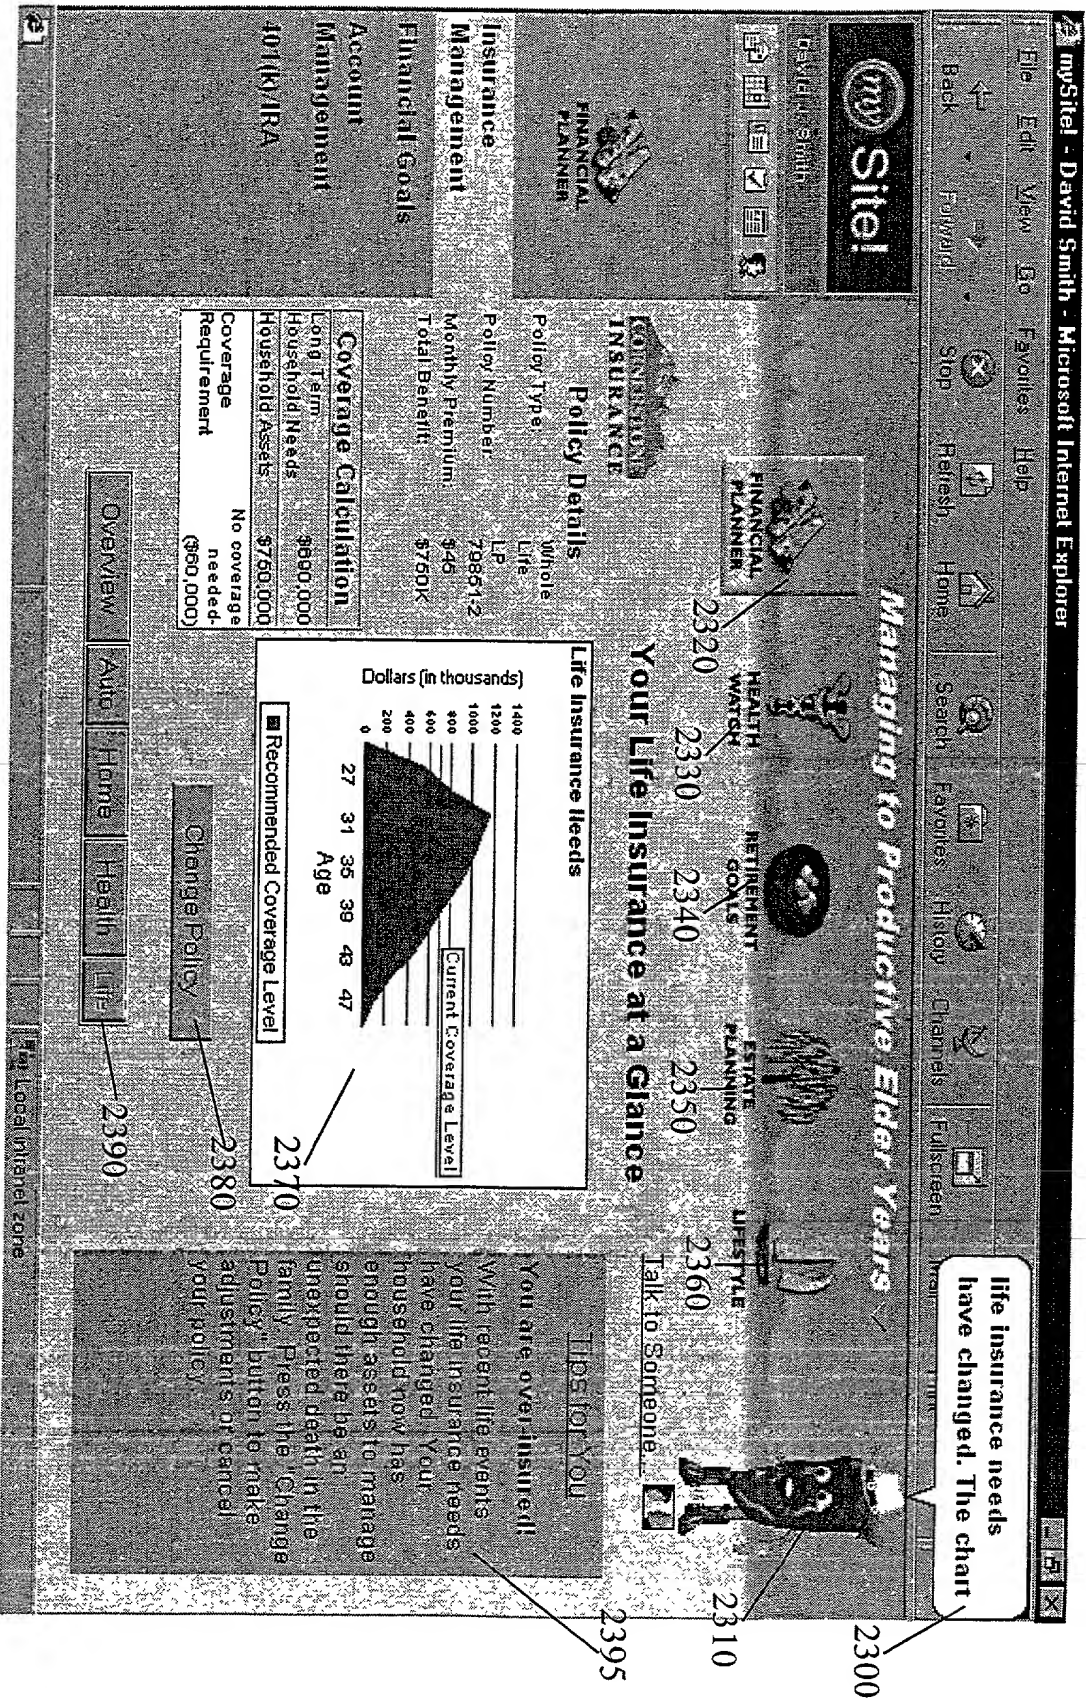 mySite! - David Smith - Microsoft Internet Explorer
File Edit View Go Favorites Help
Back Forward Stop Refresh Home Search Favorites History Channels Fullscreen
life insurance needs
have changed. The chart
2300
my Site!
Managing to Productive Elder Years
2310
FINANCIAL
PLANNER
2320
HEALTH
WATCH
2330
RETIREMENT
GOALS
2340
ESTATE
PLANNING
2350
LIFESTYLE
2360
Talk to Someone...
FINANCIAL
PLANNER
Insurance
Management
Financial Goals
Account
Management
401(k)/IRA
INSURANCE
Policy Details
Policy Type: Whole
Life
Policy Number: LP
79851-2
Monthly Premium: $45
Total Benefit: $750K
Coverage Calculation
Long Term
Household Needs $690,000
Household Assets $750,000
Coverage
Requirement
No coverage
needed-
($60,000)
Your Life Insurance at a Glance
Life Insurance Needs
Dollars (in thousands)
1400
1200
1000
800
600
400
200
0
Current Coverage Level
27 31 35 39 43 47
Age
Recommended Coverage Level
2370
Change Policy
2380
Overview Auto Home Health Life
2390
Tips for You
You are over-insured!
With recent life events
your life insurance needs
have changed. Your
household now has
enough assets to manage
should there be an
unexpected death in the
family. Press the "Change
Policy" button to make
adjustments or cancel
your policy.
2395
Local intranet zone